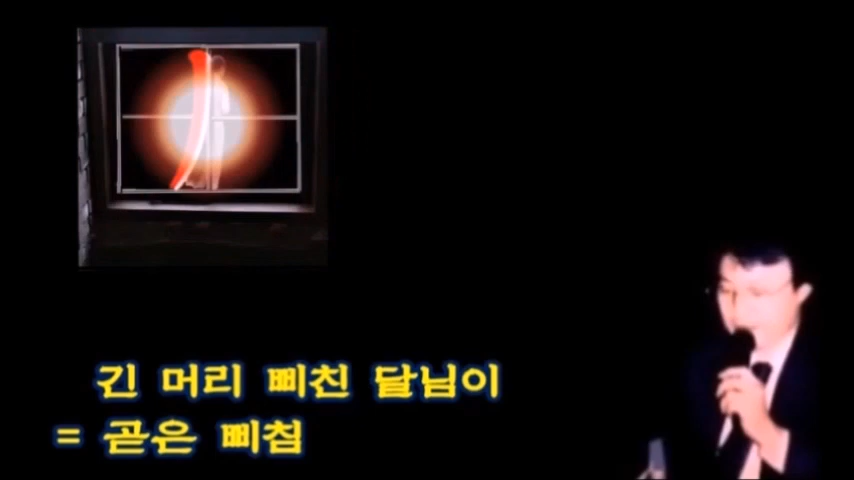 긴 머리 삐친 달님이
= 곧은 삐침